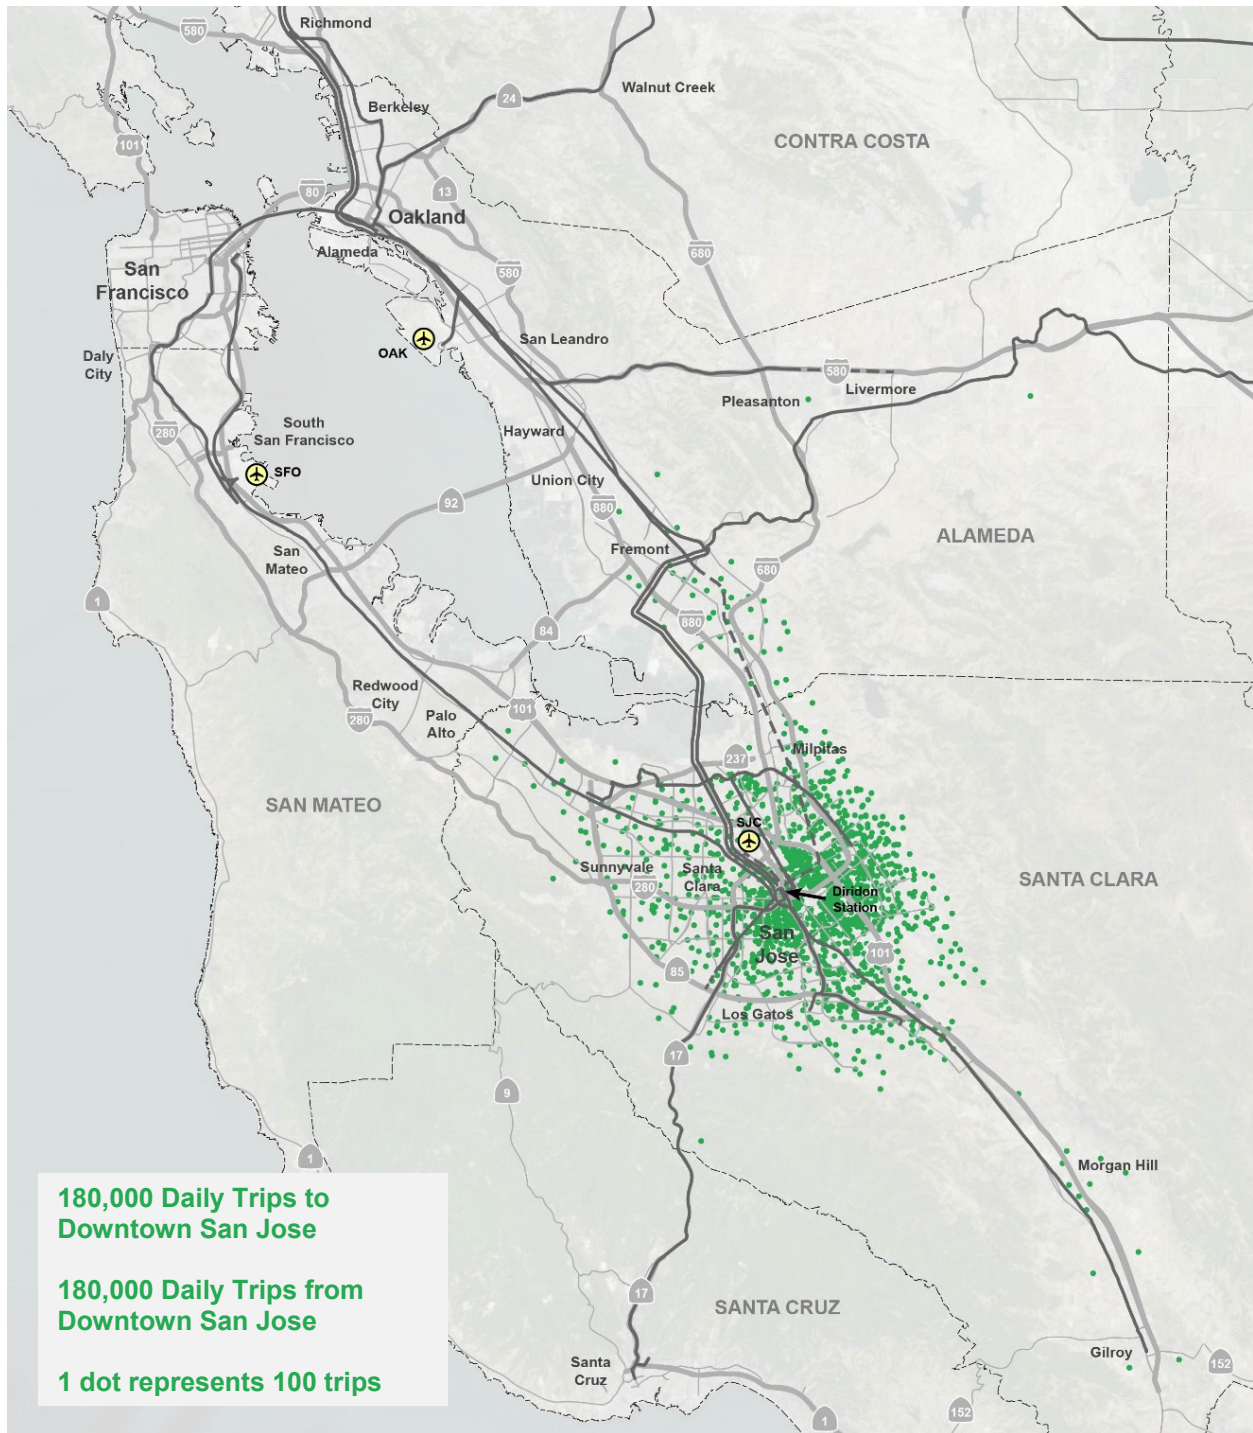 Richmond
580
Berkeley
24
Walnut Creek
CONTRA COSTA
101
80
13
Oakland
Alameda
680
San
Francisco
580
OAK
San Leandro
Daly
City
580
Livermore
Pleasanton
280
South
San Francisco
Hayward
SFO
Union City
92
880
ALAMEDA
San
Mateo
Fremont
680
1
84
880
Redwood
City
101
280
Palo
Alto
237
Milpitas
SAN MATEO
SJC
Sunnyvale
Santa
Clara
280
Diridon
Station
SANTA CLARA
San
Jose
101
85
Los Gatos
17
9
1
Morgan Hill
180,000 Daily Trips to
Downtown San Jose
180,000 Daily Trips from
Downtown San Jose
1 dot represents 100 trips
17
SANTA CRUZ
Santa
Cruz
Gilroy
152
152
1